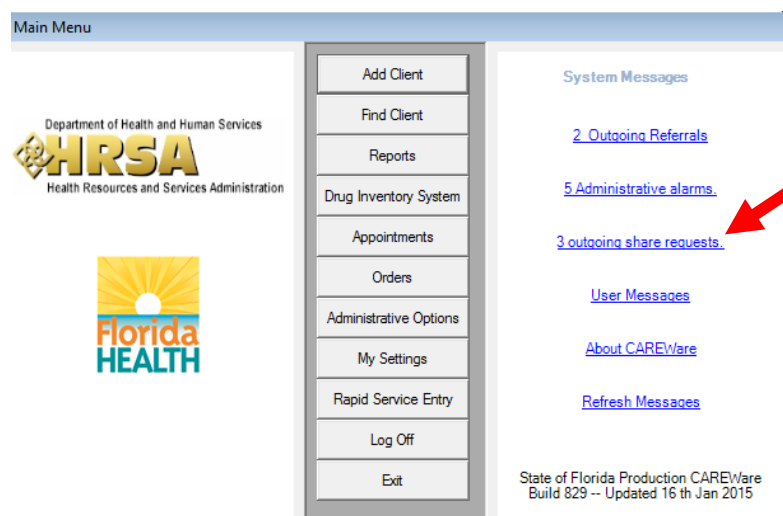 Main Menu
Department of Health and Human Services
HRSA
Health Resources and Services Administration
Florida
HEALTH
Add Client
Find Client
Reports
Drug Inventory System
Appointments
Orders
Administrative Options
My Settings
Rapid Service Entry
Log Off
Exit
System Messages
2 Outgoing Referrals
5 Administrative alarms.
3 outgoing share requests.
User Messages
About CAREWare
Refresh Messages
State of Florida Production CAREWare
Build 829 -- Updated 16 th Jan 2015